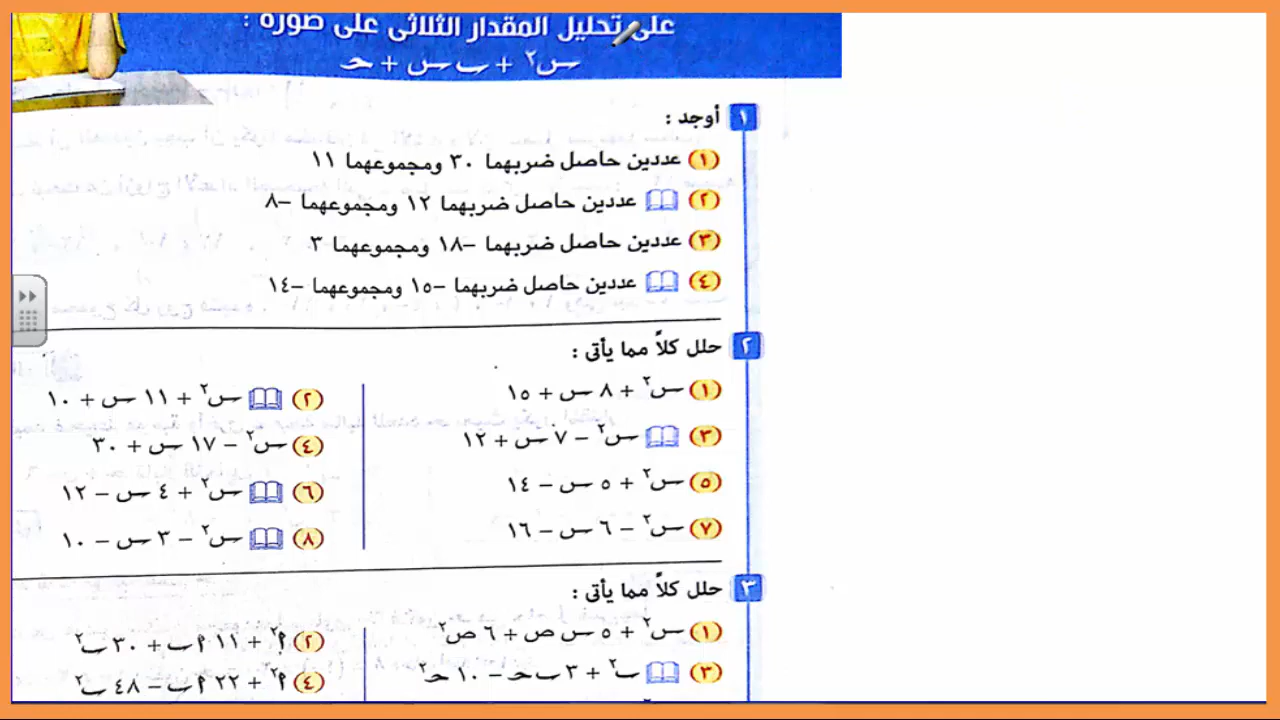 على تحليل المقدار الثلاثى على صورة :
س٢ + ب س + حـ
١ أوجد :
(١) عددين حاصل ضربهما ٣٠ ومجموعهما ١١
(٢) عددين حاصل ضربهما ١٢ ومجموعهما -٨
(٣) عددين حاصل ضربهما -١٨ ومجموعهما ٣
(٤) عددين حاصل ضربهما -١٥ ومجموعهما -١٤
٢ حلل كلاً مما يأتى :
(١) س٢ + ٨ س + ١٥
(٢) س٢ + ١١ س + ١٠
(٣) س٢ - ٧ س + ١٢
(٤) س٢ - ١٧ س + ٣٠
(٥) س٢ + ٥ س - ١٤
(٦) س٢ + ٤ س - ١٢
(٧) س٢ - ٦ س - ١٦
(٨) س٢ - ٣ س - ١٠
٣ حلل كلاً مما يأتى :
(١) س٢ + ٥ س ص + ٦ ص٢
(٢) ٢م + ١١ م ب + ٣٠ ب٢
(٣) ب٢ + ٣ ب حـ - ١٠ حـ٢
(٤) ٢م + ٢٢ م ب - ٤٨ ب٢